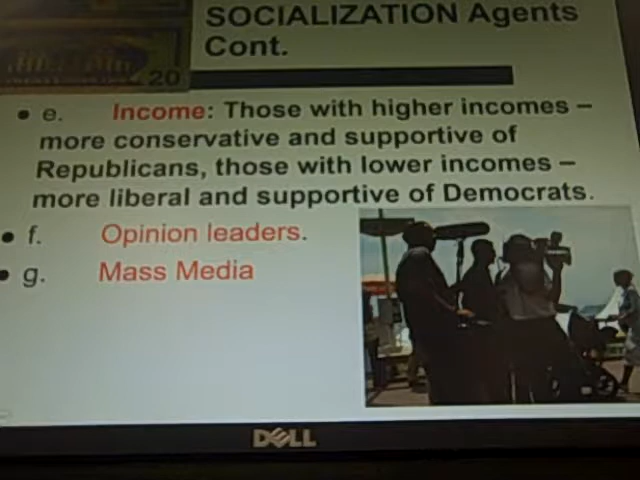 SOCIALIZATION Agents
Cont.
20
• e. Income: Those with higher incomes –
more conservative and supportive of
Republicans, those with lower incomes –
more liberal and supportive of Democrats.
• f. Opinion leaders.
• g. Mass Media
DELL